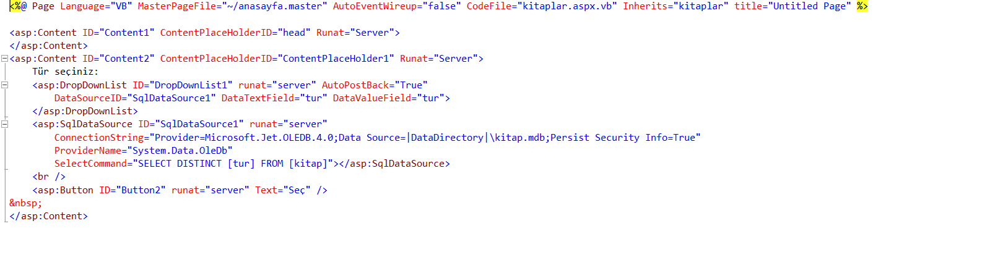 <%@ Page Language="VB" MasterPageFile="~/anasayfa.master" AutoEventWireup="false" CodeFile="kitaplar.aspx.vb" Inherits="kitaplar" title="Untitled Page" %>
<asp:Content ID="Content1" ContentPlaceHolderID="head" Runat="Server">
</asp:Content>
<asp:Content ID="Content2" ContentPlaceHolderID="ContentPlaceHolder1" Runat="Server">
Tür seçiniz:
<asp:DropDownList ID="DropDownList1" runat="server" AutoPostBack="True"
DataSourceID="SqlDataSource1" DataTextField="tur" DataValueField="tur">
</asp:DropDownList>
<asp:SqlDataSource ID="SqlDataSource1" runat="server"
ConnectionString="Provider=Microsoft.Jet.OLEDB.4.0;Data Source=|DataDirectory|\kitap.mdb;Persist Security Info=True"
ProviderName="System.Data.OleDb"
SelectCommand="SELECT DISTINCT [tur] FROM [kitap]"></asp:SqlDataSource>
<br />
<asp:Button ID="Button2" runat="server" Text="Seç" />
&nbsp;
</asp:Content>